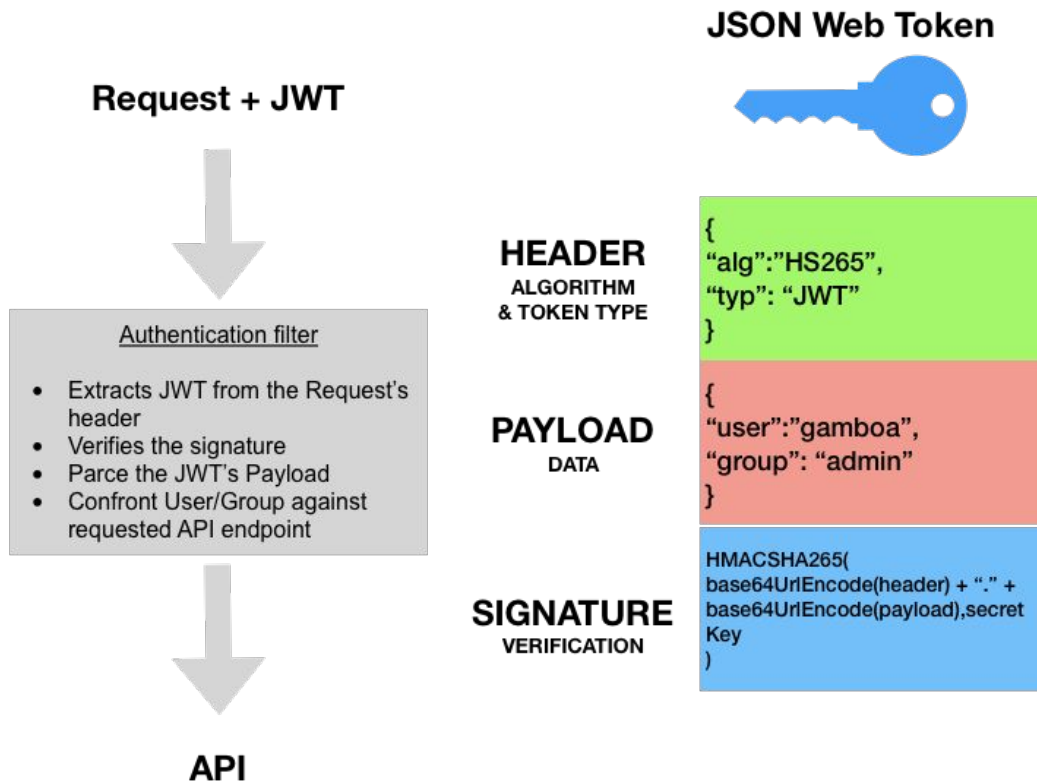 Request + JWT
Authentication filter
• Extracts JWT from the Request's
header
• Verifies the signature
• Parce the JWT's Payload
• Confront User/Group against
requested API endpoint
API
JSON Web Token
HEADER
ALGORITHM
& TOKEN TYPE
{
“alg”:”HS265”,
“typ”: “JWT”
}
PAYLOAD
DATA
{
“user”:”gamboa”,
“group”: “admin”
}
SIGNATURE
VERIFICATION
HMACSHA265(
base64UrlEncode(header) + “.” +
base64UrlEncode(payload),secret
Key
)